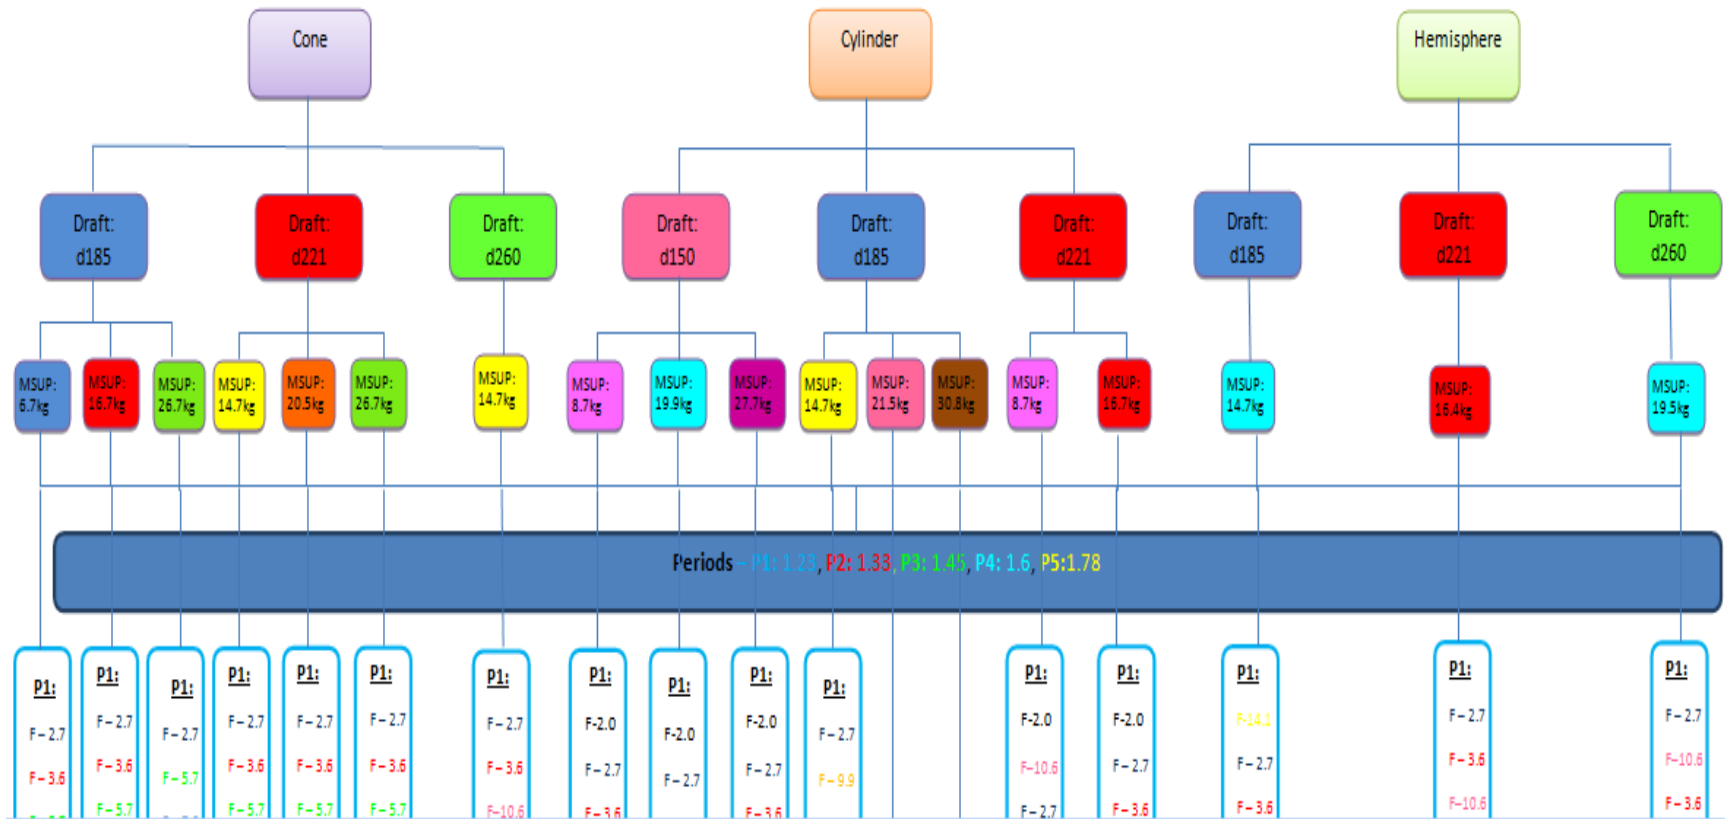 Cone
Cylinder
Hemisphere
Draft:
d185
Draft:
d221
Draft:
d260
Draft:
d150
Draft:
d185
Draft:
d221
Draft:
d185
Draft:
d221
Draft:
d260
MSUP:
6.7kg
MSUP:
16.7kg
MSUP:
26.7kg
MSUP:
14.7kg
MSUP:
20.5kg
MSUP:
26.7kg
MSUP:
14.7kg
MSUP:
8.7kg
MSUP:
19.9kg
MSUP:
27.7kg
MSUP:
14.7kg
MSUP:
21.5kg
MSUP:
30.8kg
MSUP:
8.7kg
MSUP:
16.7kg
MSUP:
14.7kg
MSUP:
16.4kg
MSUP:
19.5kg
Periods – P1: 1.23, P2: 1.33, P3: 1.45, P4: 1.6, P5:1.78
P1:
F – 2.7
F – 3.6
P1:
F – 2.7
F – 3.6
F – 5.7
P1:
F – 2.7
F – 5.7
P1:
F – 2.7
F – 3.6
F – 5.7
P1:
F – 2.7
F – 3.6
F – 5.7
P1:
F – 2.7
F – 3.6
F – 5.7
P1:
F – 2.7
F – 3.6
F–10.6
P1:
F-2.0
F – 2.7
F – 3.6
P1:
F-2.0
F – 2.7
P1:
F-2.0
F – 2.7
F – 3.6
P1:
F – 2.7
F – 9.9
P1:
F-2.0
F–10.6
F – 2.7
P1:
F-2.0
F – 2.7
F – 3.6
P1:
F-14.1
F – 2.7
F – 3.6
P1:
F – 2.7
F – 3.6
F–10.6
P1:
F – 2.7
F–10.6
F – 3.6